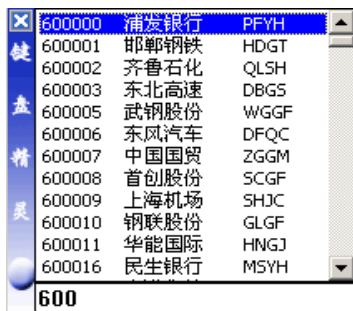 键盘精灵
600000 浦发银行 PFYH
600001 邯郸钢铁 HDGT
600002 齐鲁石化 QLSH
600003 东北高速 DBGS
600005 武钢股份 WGGF
600006 东风汽车 DFQC
600007 中国国贸 ZGGM
600008 首创股份 SCGF
600009 上海机场 SHJC
600010 钢联股份 GLGF
600011 华能国际 HNGJ
600016 民生银行 MSYH
600